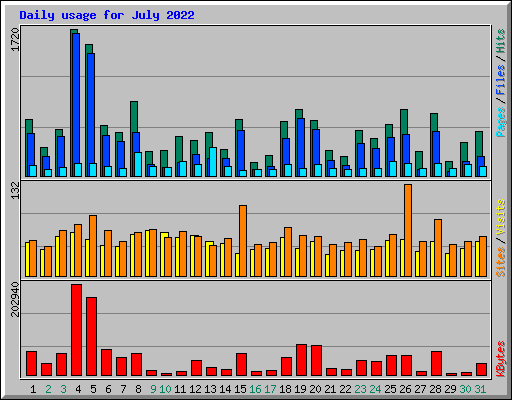 Daily usage for July 2022
1720
Pages / Files / Hits
132
Sites / Visits
202940
KBytes
1 2 3 4 5 6 7 8 9 10 11 12 13 14 15 16 17 18 19 20 21 22 23 24 25 26 27 28 29 30 31